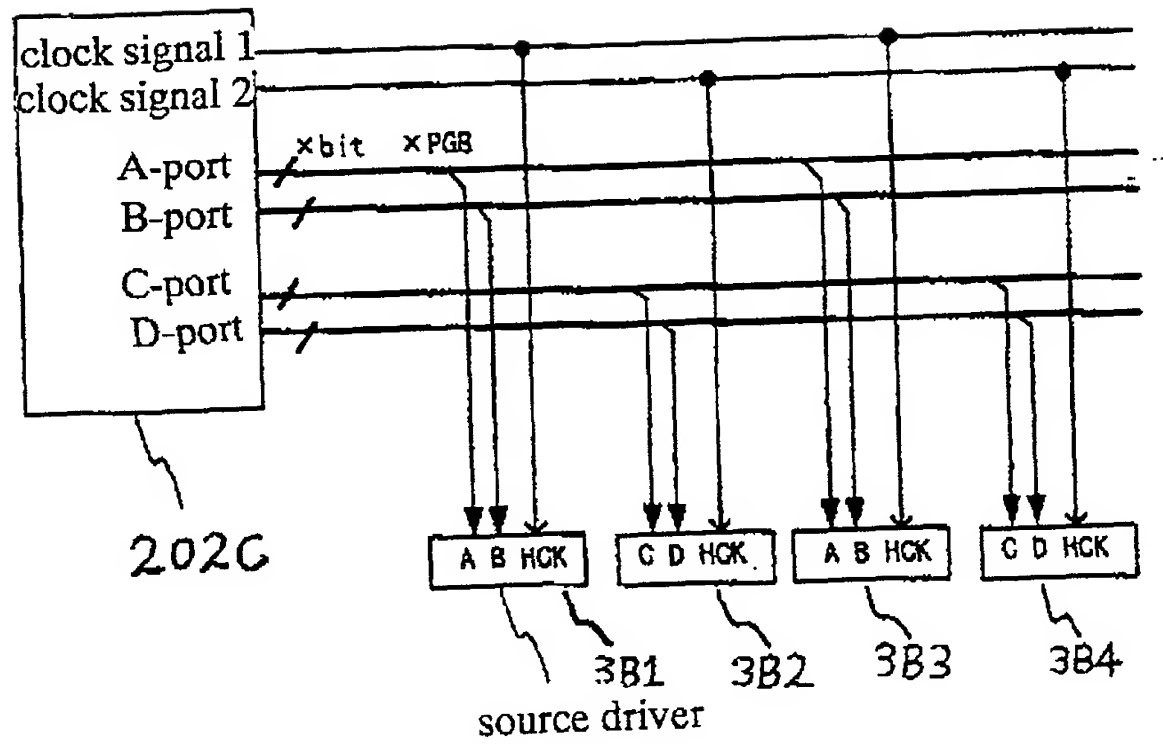 clock signal 1
clock signal 2
A-port
×bit ×PGB
B-port
C-port
D-port
202C
A B HCK
C D HCK
A B HCK
C D HCK
3B1
3B2
3B3
3B4
source driver